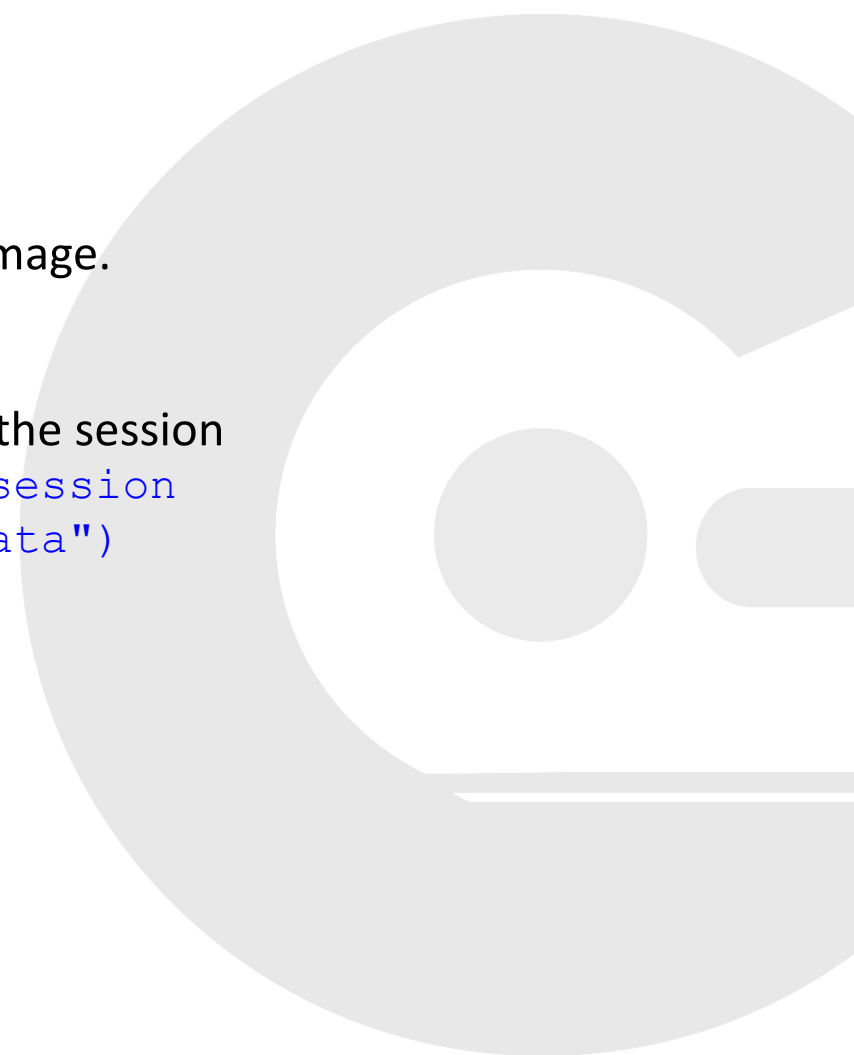 mage.
the session
session
ata")